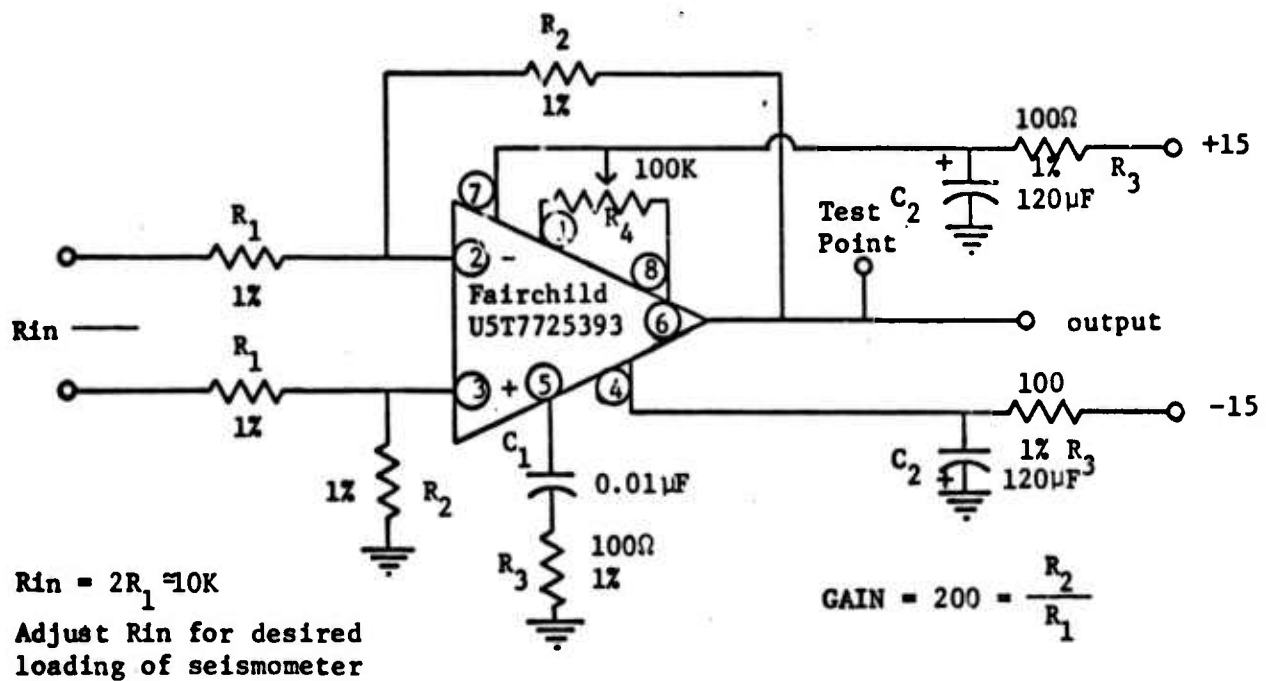 R2
1%
100Ω
+15
1%
R3
+
C2
120µF
7
100K
R4
1
8
Test
Point
R1
1%
2 -
Fairchild
U5T7725393
6
output
Rin
R1
1%
3 +
5
4
100
-15
1% R3
C2
+
120µF
C1
0.01µF
1%
R2
R3
100Ω
1%
Rin = 2R1 ≈10K
Adjust Rin for desired
loading of seismometer
GAIN = 200 = R2
R1